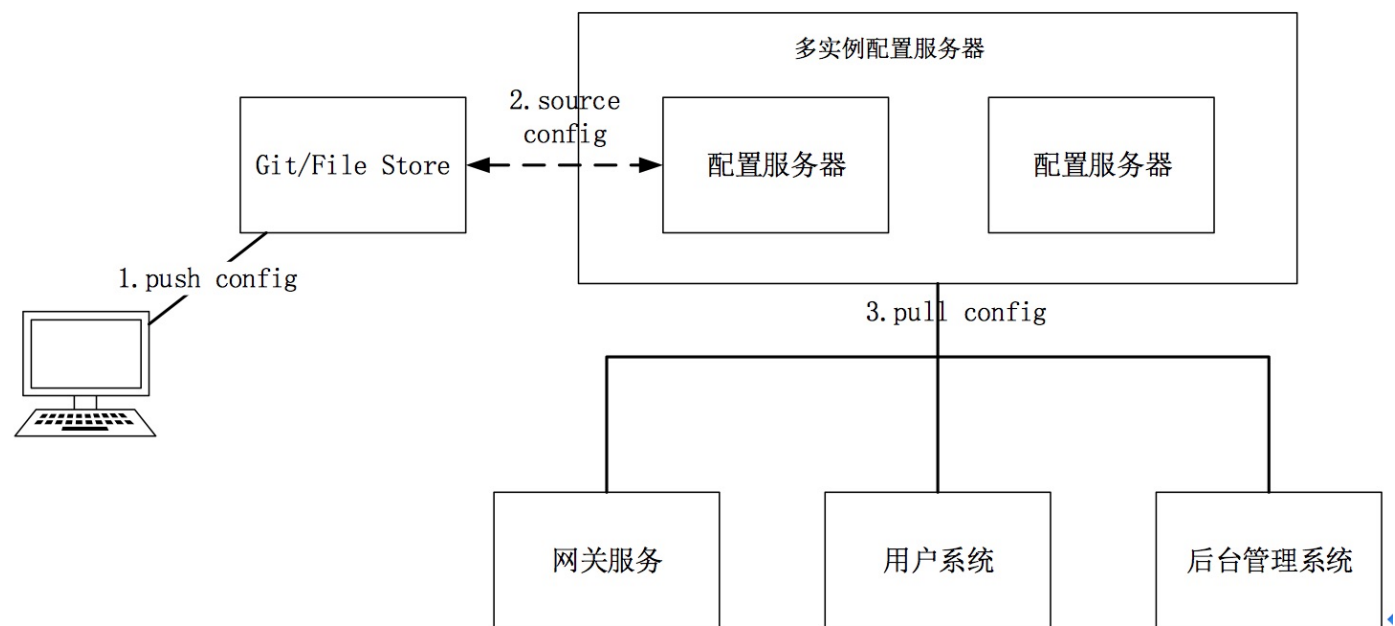 多实例配置服务器
2.source
config
Git/File Store
配置服务器
配置服务器
1.push config
3.pull config
网关服务
用户系统
后台管理系统